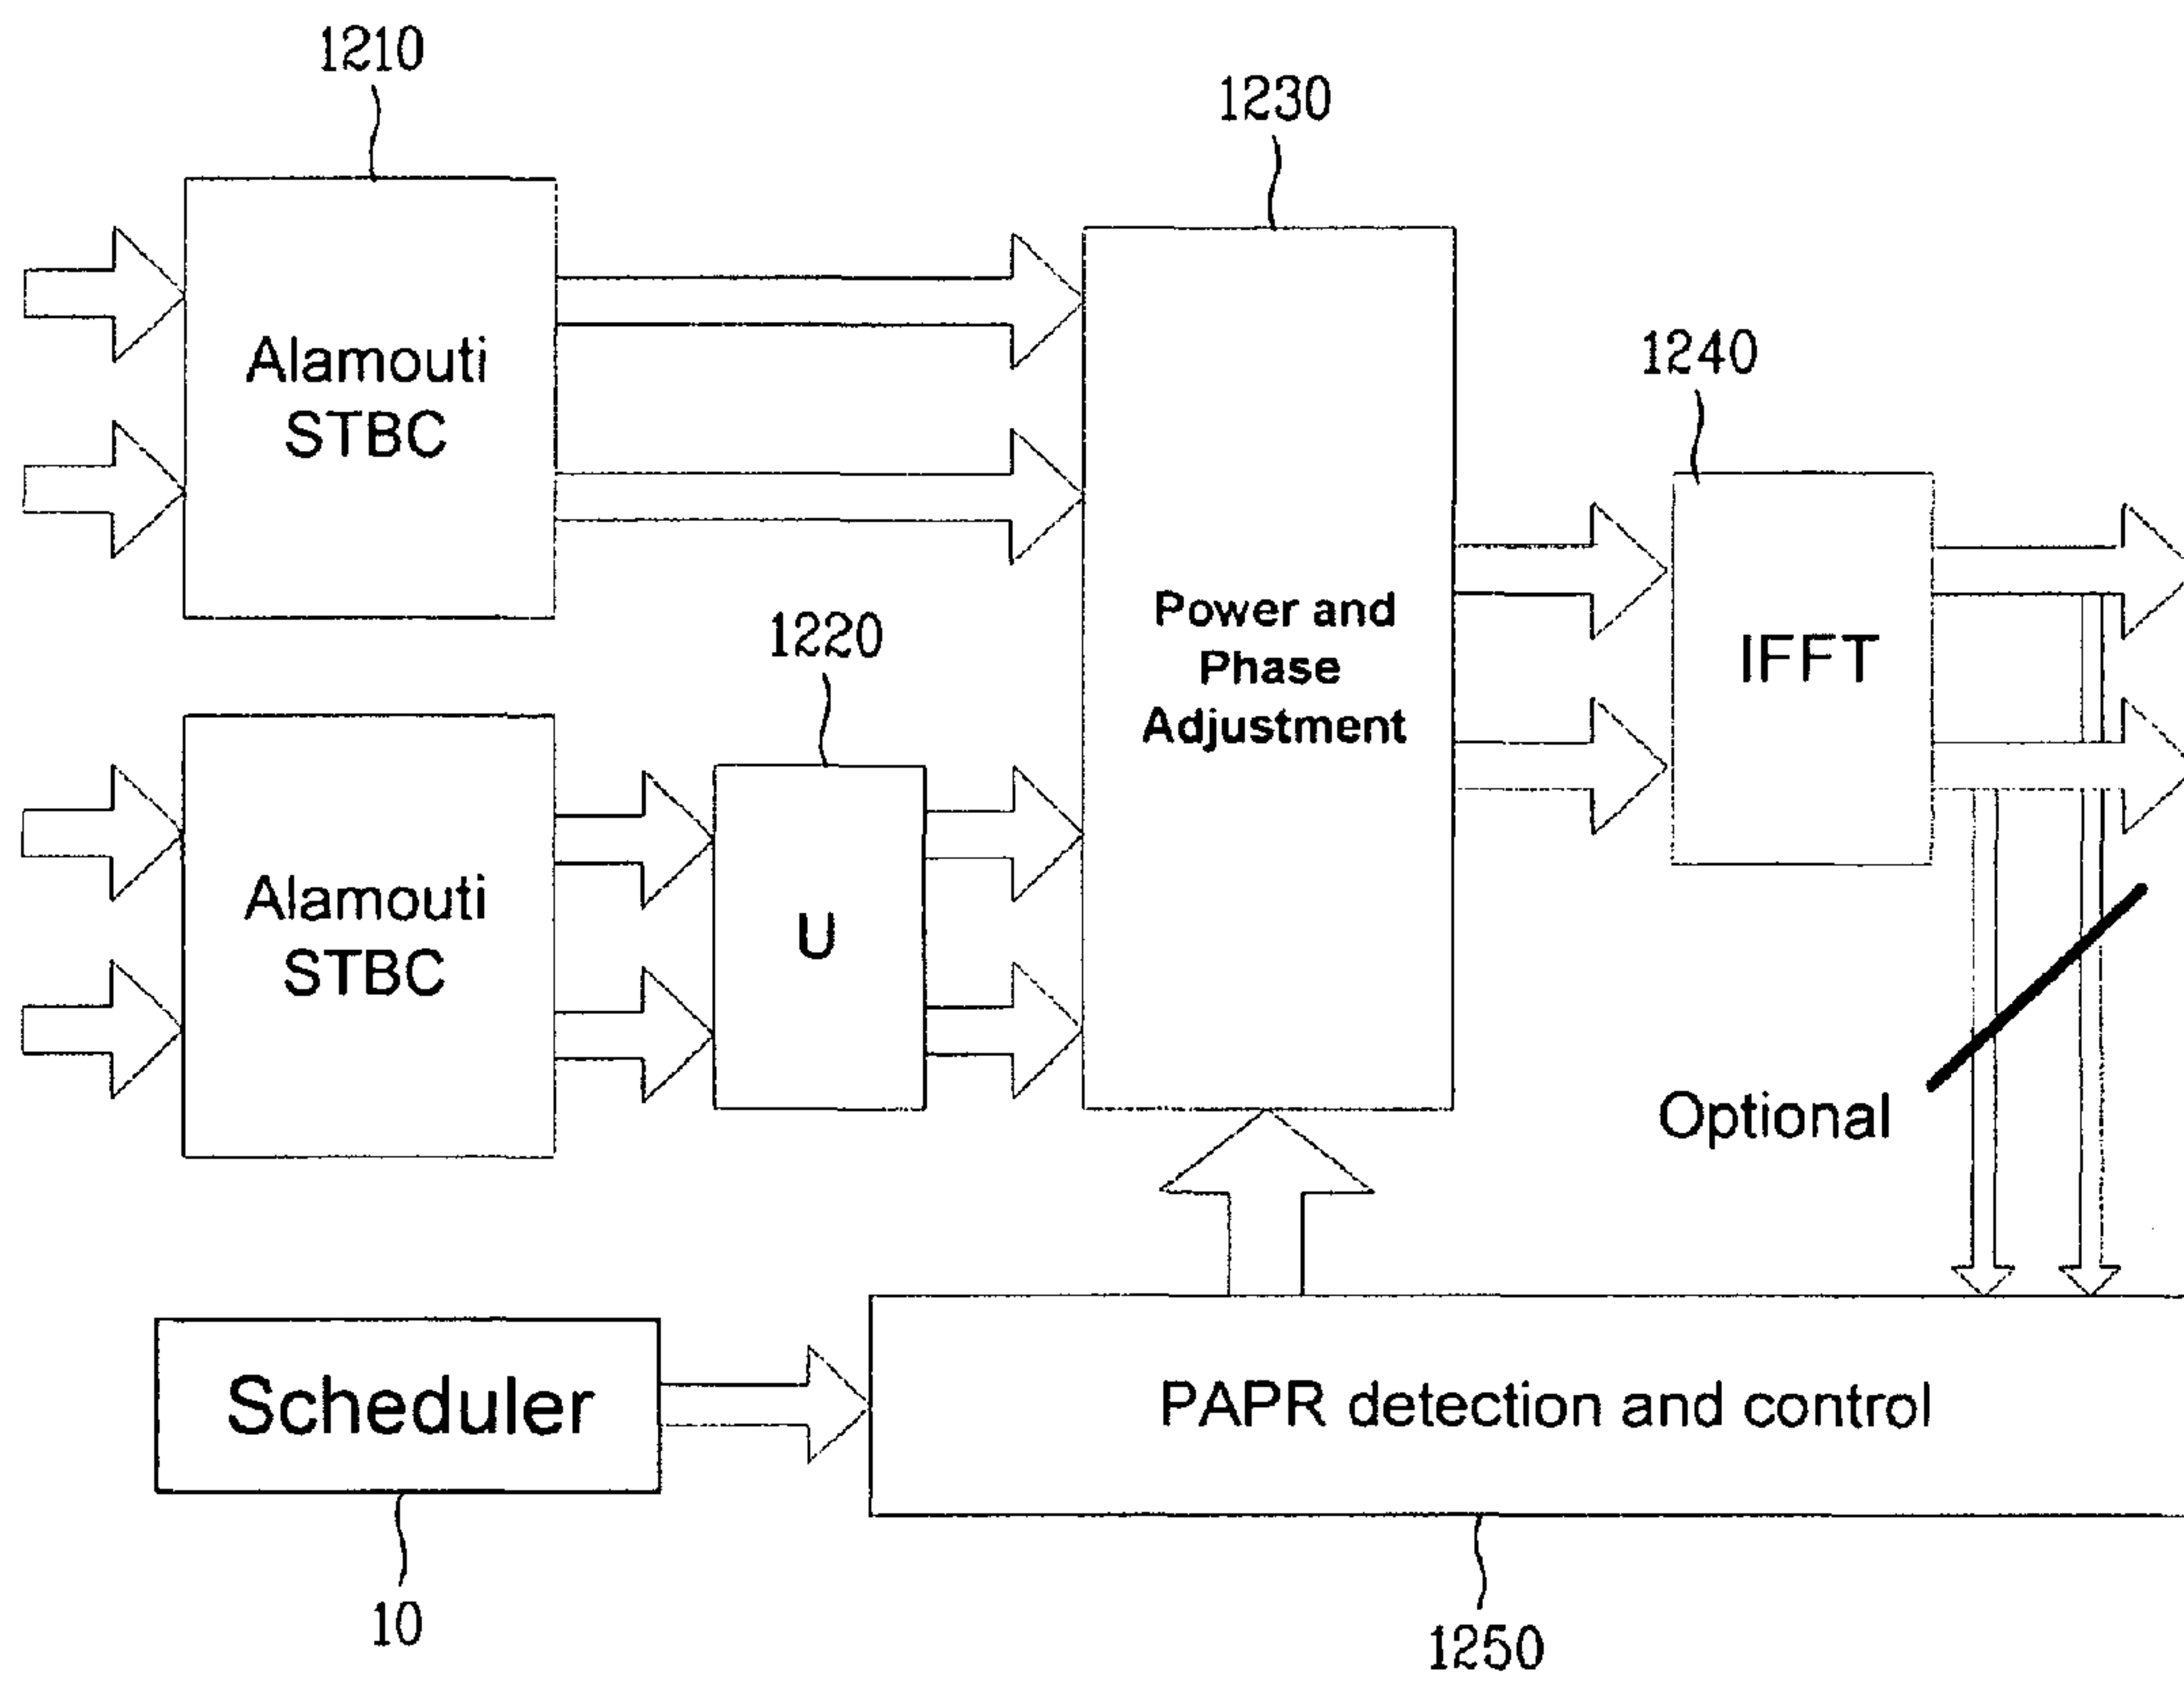 1210
1230
Alamouti
STBC
1240
1220
Power and
Phase
Adjustment
IFFT
Alamouti
STBC
U
Optional
Scheduler
PAPR detection and control
10
1250